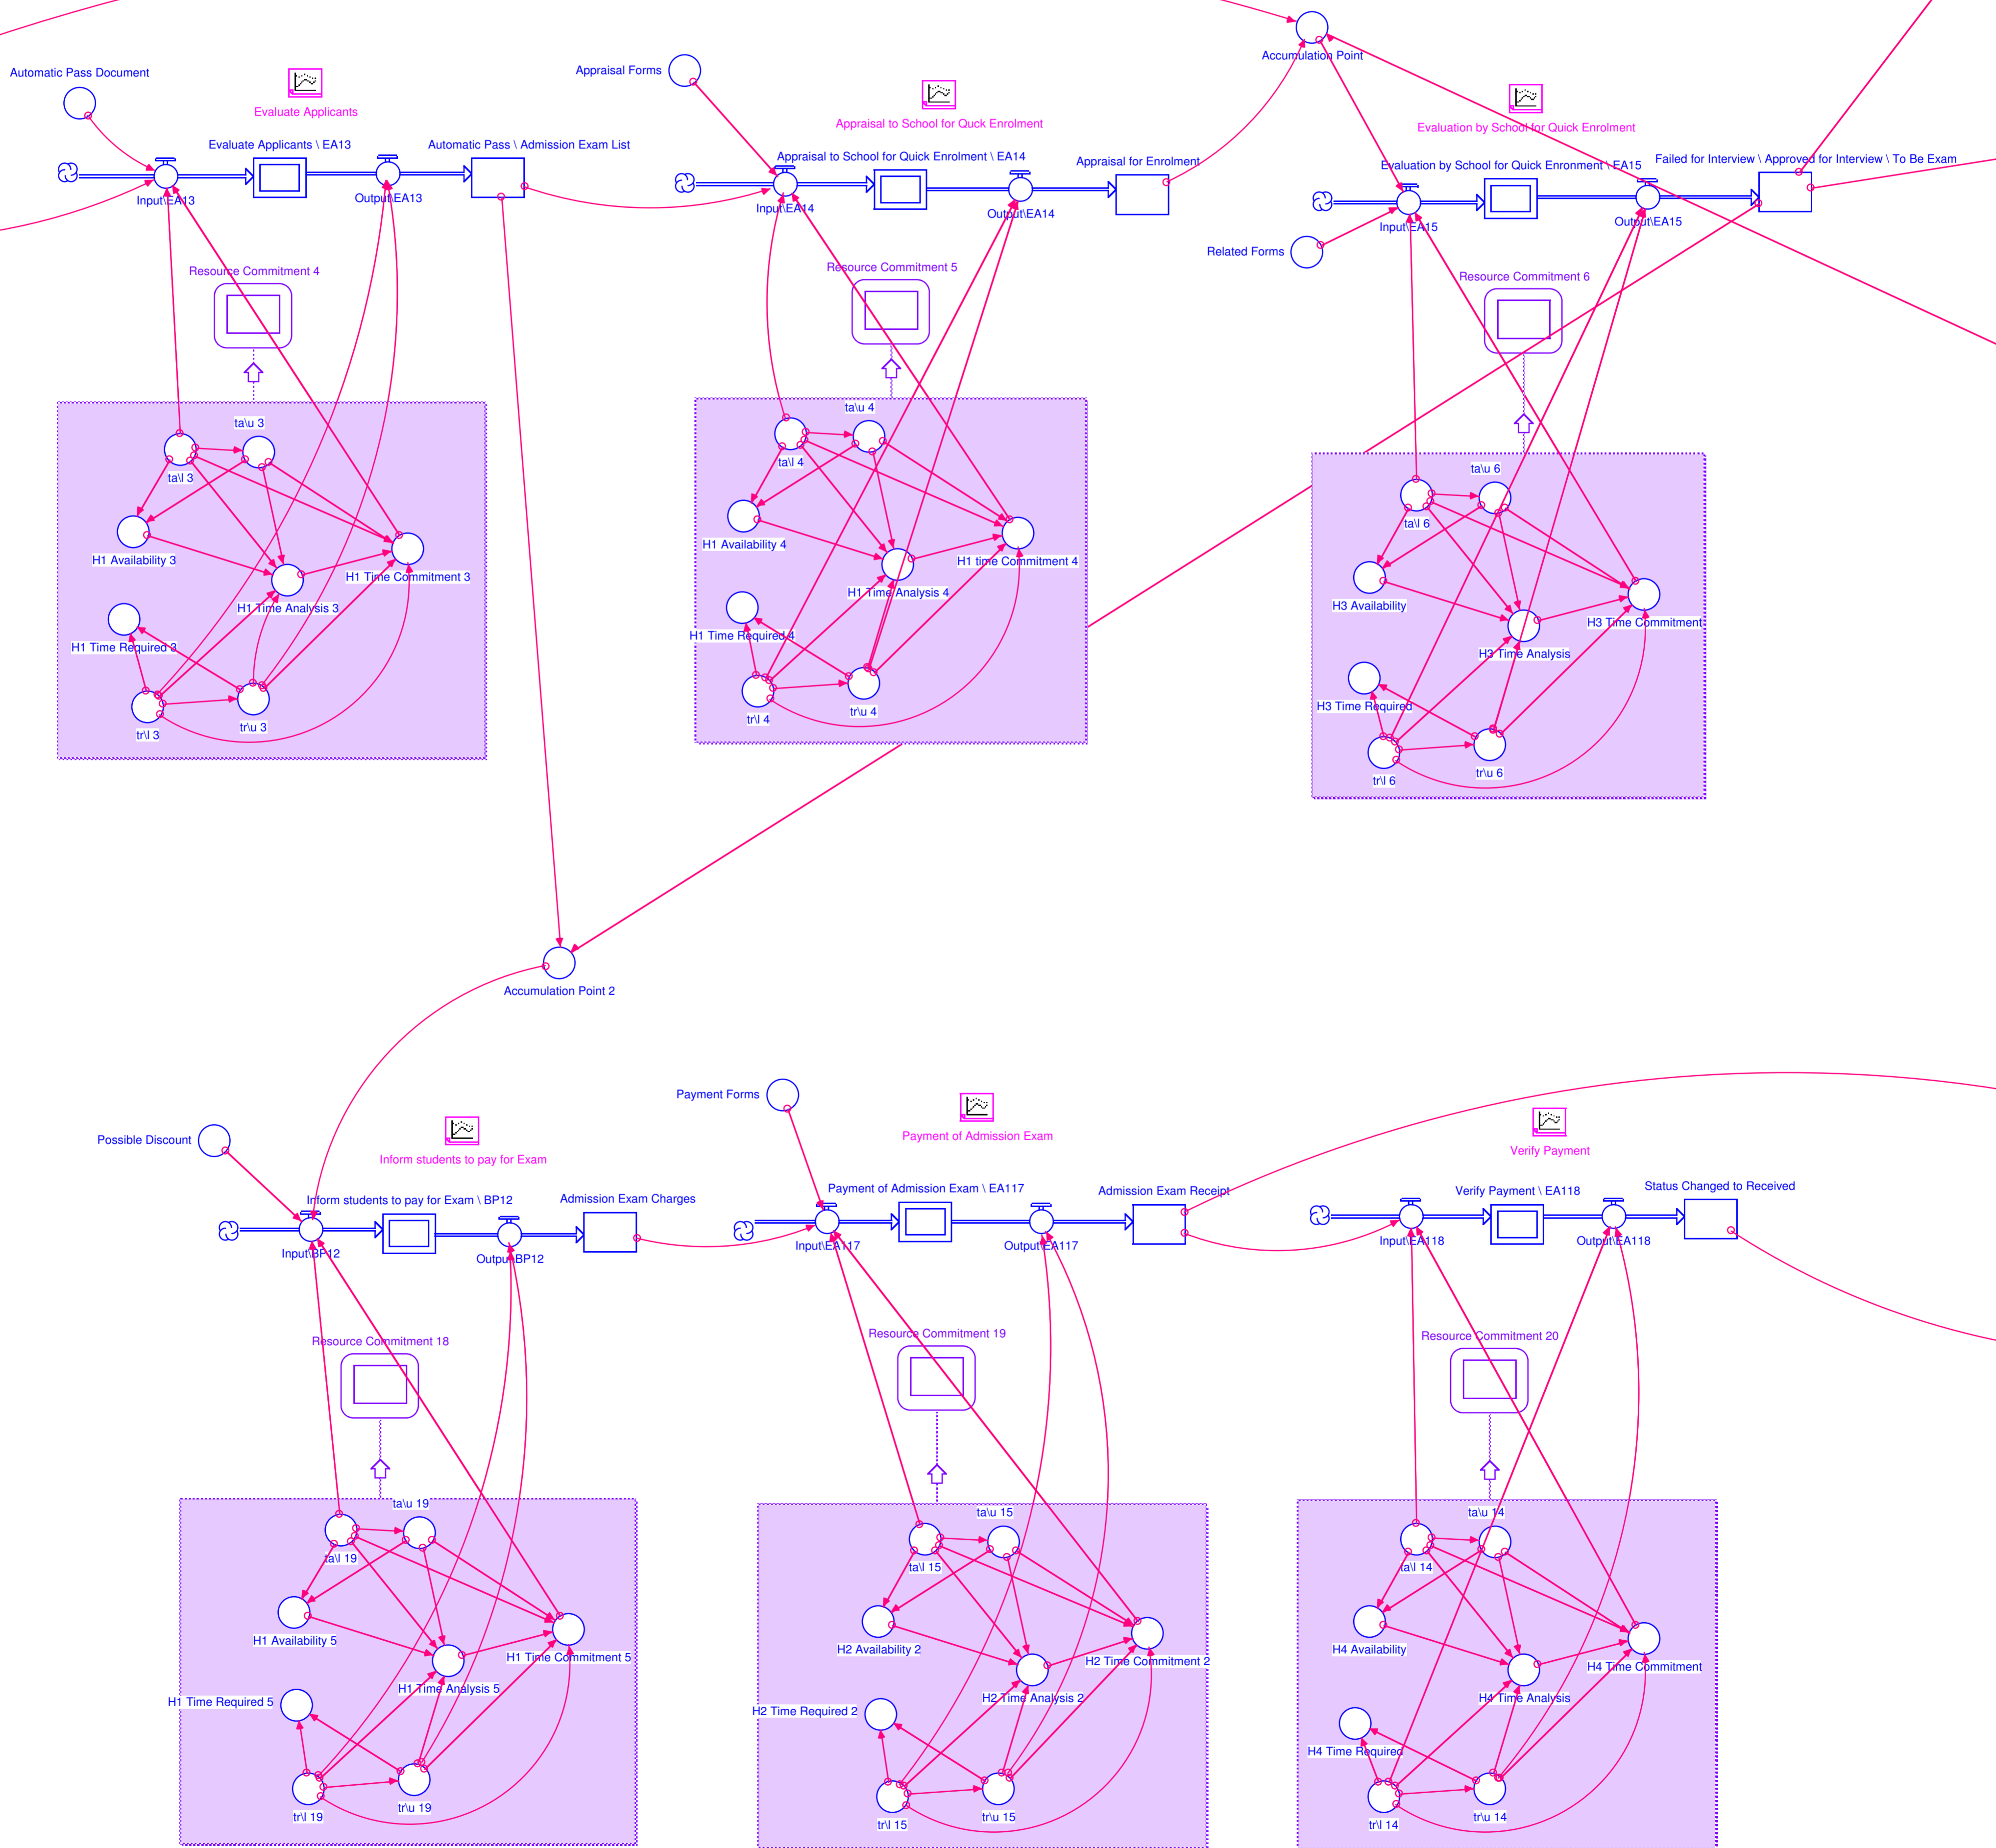 Accumulation Point
Automatic Pass Document
Evaluate Applicants
Evaluate Applicants \ EA13
Automatic Pass \ Admission Exam List
Input\EA13
Output\EA13
Resource Commitment 4
ta\u 3
ta\l 3
H1 Availability 3
H1 Time Commitment 3
H1 Time Analysis 3
H1 Time Required 3
tr\u 3
tr\l 3
Appraisal Forms
Appraisal to School for Quck Enrolment
Appraisal to School for Quick Enrolment \ EA14
Appraisal for Enrolment
Input\EA14
Output\EA14
Resource Commitment 5
ta\u 4
ta\l 4
H1 Availability 4
H1 time Commitment 4
H1 Time Analysis 4
H1 Time Required 4
tr\u 4
tr\l 4
Evaluation by School for Quick Enrolment
Evaluation by School for Quick Enronment \ EA15
Failed for Interview \ Approved for Interview \ To Be Exam
Input\EA15
Output\EA15
Related Forms
Resource Commitment 6
ta\u 6
ta\l 6
H3 Availability
H3 Time Commitment
H3 Time Analysis
H3 Time Required
tr\u 6
tr\l 6
Accumulation Point 2
Possible Discount
Inform students to pay for Exam
Inform students to pay for Exam \ BP12
Admission Exam Charges
Input\BP12
Output\BP12
Resource Commitment 18
ta\u 19
ta\l 19
H1 Availability 5
H1 Time Commitment 5
H1 Time Analysis 5
H1 Time Required 5
tr\u 19
tr\l 19
Payment Forms
Payment of Admission Exam
Payment of Admission Exam \ EA117
Admission Exam Receipt
Input\EA117
Output\EA117
Resource Commitment 19
ta\u 15
ta\l 15
H2 Availability 2
H2 Time Commitment 2
H2 Time Analysis 2
H2 Time Required 2
tr\u 15
tr\l 15
Verify Payment
Verify Payment \ EA118
Status Changed to Received
Input\EA118
Output\EA118
Resource Commitment 20
ta\u 14
ta\l 14
H4 Availability
H4 Time Commitment
H4 Time Analysis
H4 Time Required
tr\u 14
tr\l 14